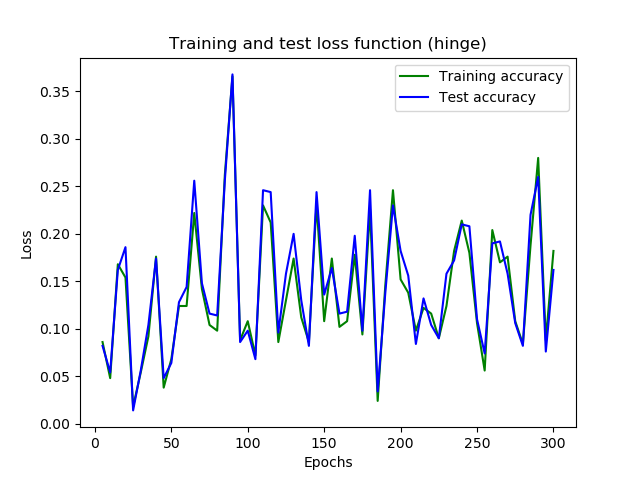 Training and test loss function (hinge)
Training accuracy
Test accuracy
0.35
0.30
0.25
0.20
0.15
0.10
0.05
0.00
Loss
0 50 100 150 200 250 300
Epochs